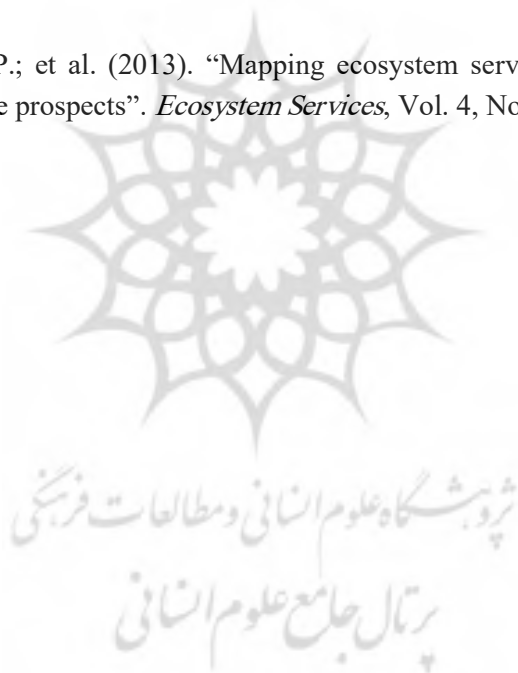 P.; et al. (2013). “Mapping ecosystem serv
e prospects”. Ecosystem Services, Vol. 4, No
پژوهشگاه علوم انسانی و مطالعات فرهنگی
پرتال جامع علوم انسانی